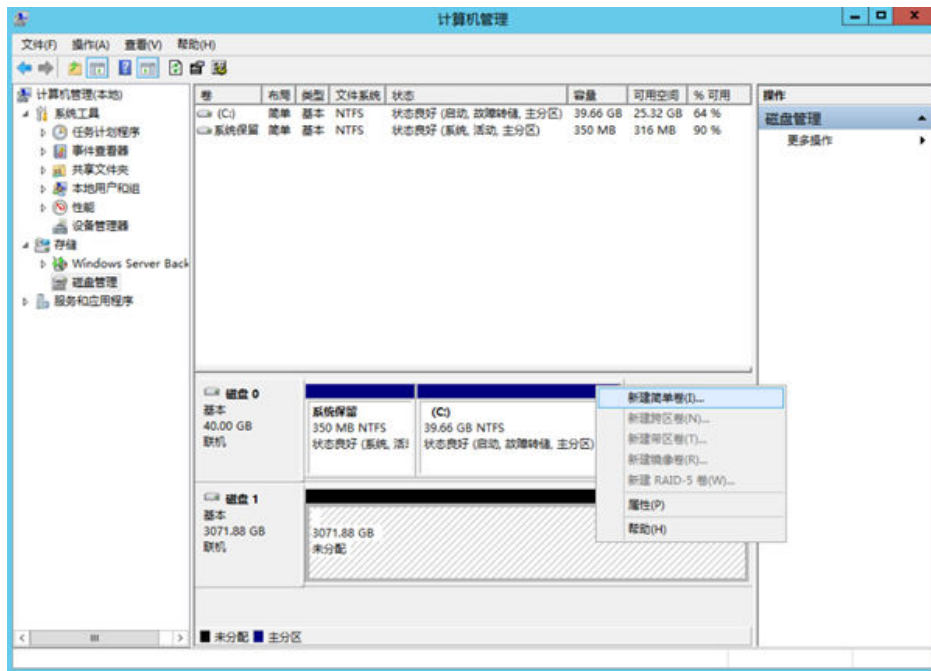 计算机管理
文件(F) 操作(A) 查看(V) 帮助(H)
计算机管理(本地)
系统工具
任务计划程序
事件查看器
共享文件夹
本地用户和组
性能
设备管理器
存储
Windows Server Back
磁盘管理
服务和应用程序
卷 布局 类型 文件系统 状态 容量 可用空间 % 可用
(C:) 简单 基本 NTFS 状态良好 (启动, 故障转储, 主分区) 39.66 GB 25.32 GB 64 %
系统保留 简单 基本 NTFS 状态良好 (系统, 活动, 主分区) 350 MB 316 MB 90 %
操作
磁盘管理
更多操作
磁盘 0
基本
40.00 GB
联机
系统保留
350 MB NTFS
状态良好 (系统, 活
(C:)
39.66 GB NTFS
状态良好 (启动, 故障转储, 主分区)
磁盘 1
基本
3071.88 GB
联机
3071.88 GB
未分配
新建简单卷(I)...
新建跨区卷(N)...
新建带区卷(T)...
新建镜像卷(R)...
新建 RAID-5 卷(W)...
属性(P)
帮助(H)
未分配 主分区